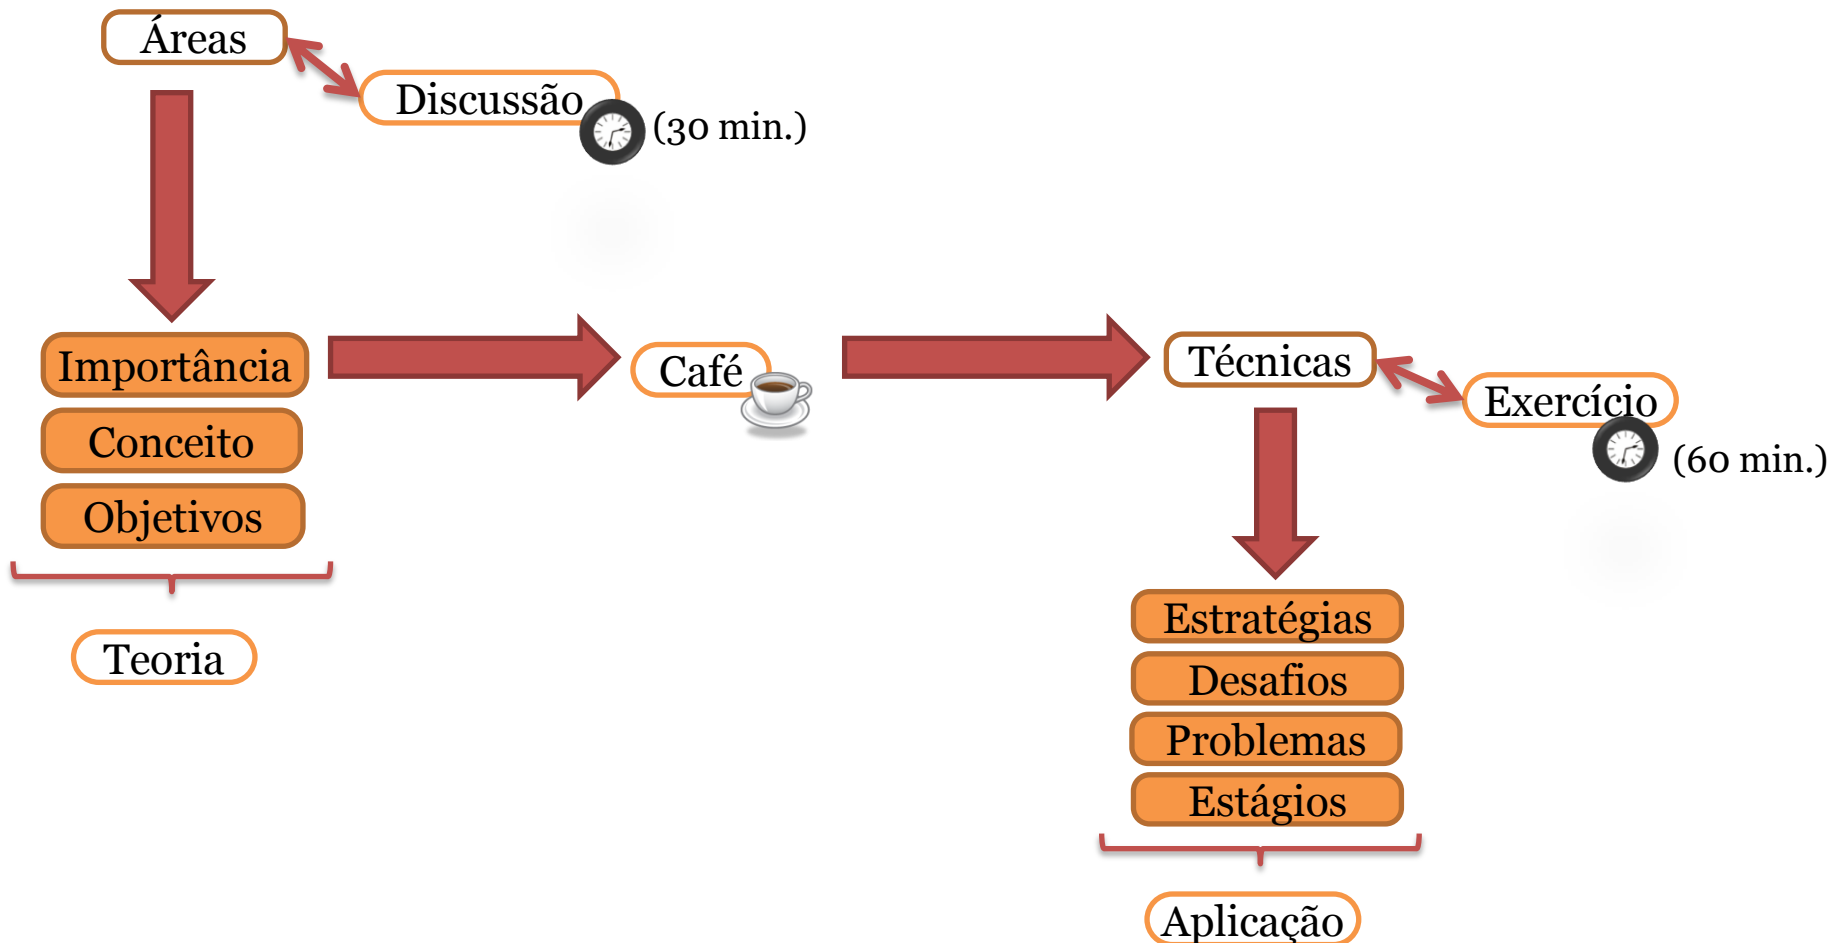 Áreas
Discussão
(30 min.)
Importância
Conceito
Objetivos
Teoria
Café
Técnicas
Exercício
(60 min.)
Estratégias
Desafios
Problemas
Estágios
Aplicação